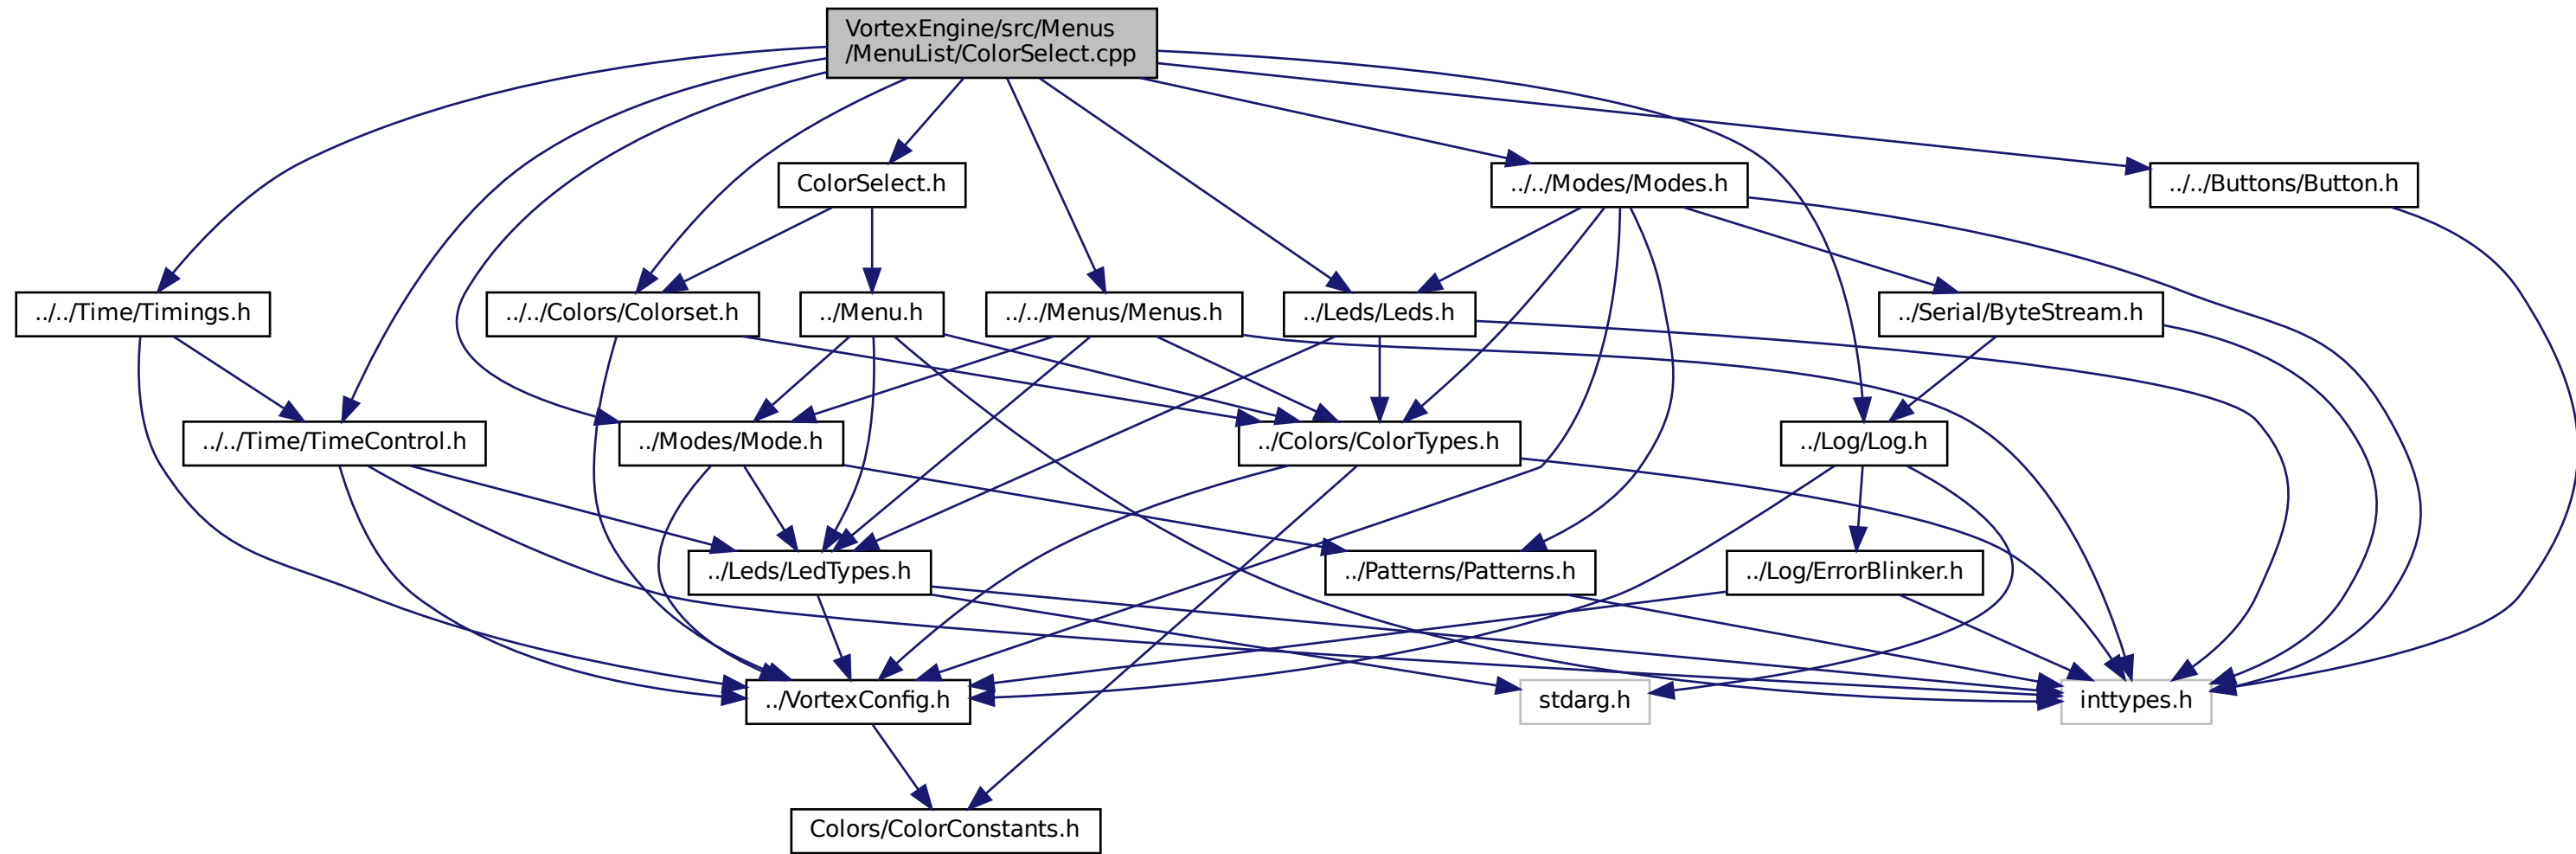 VortexEngine/src/Menus
/MenuList/ColorSelect.cpp
ColorSelect.h
../../Modes/Modes.h
../../Buttons/Button.h
../../Time/Timings.h
../../Colors/Colorset.h
../Menu.h
../../Menus/Menus.h
../Leds/Leds.h
../Serial/ByteStream.h
../../Time/TimeControl.h
../Modes/Mode.h
../Colors/ColorTypes.h
../Log/Log.h
../Leds/LedTypes.h
../Patterns/Patterns.h
../Log/ErrorBlinker.h
../VortexConfig.h
stdarg.h
inttypes.h
Colors/ColorConstants.h